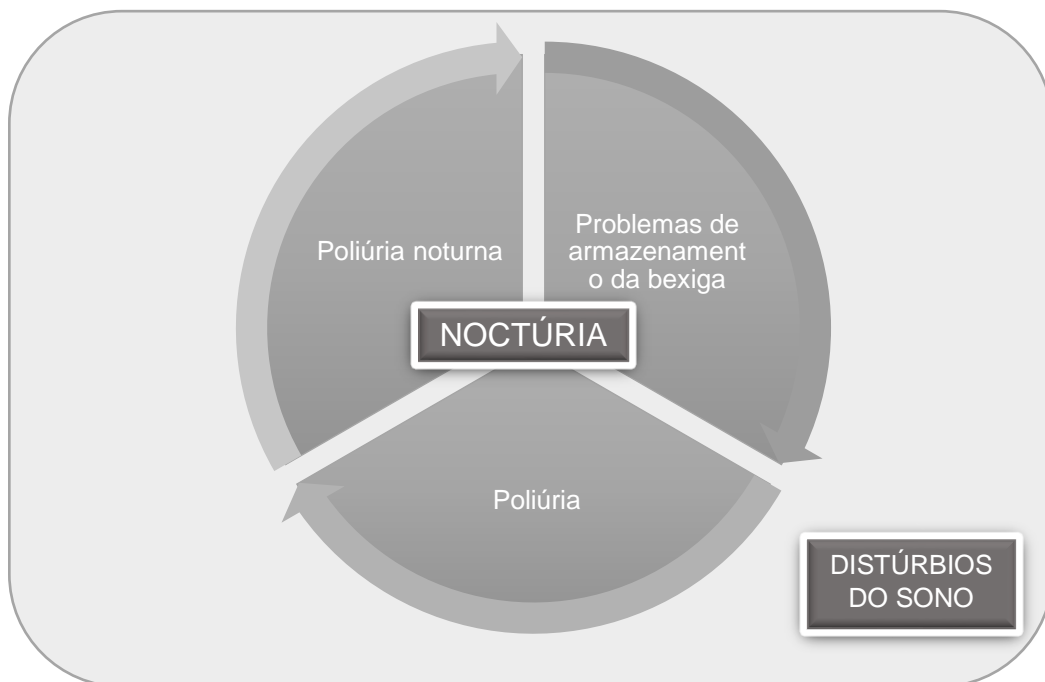 Poliúria noturna
Problemas de
armazenament
o da bexiga
NOCTÚRIA
Poliúria
DISTÚRBIOS
DO SONO